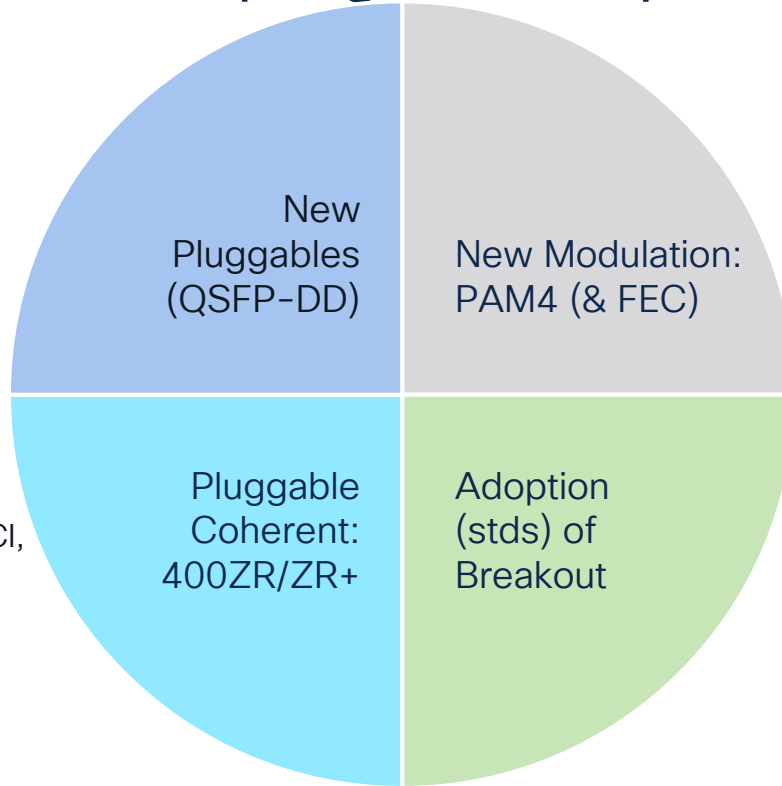 New
Pluggables
(QSFP-DD)
New Modulation:
PAM4 (& FEC)
Pluggable
Coherent:
400ZR/ZR+
Adoption
(stds) of
Breakout